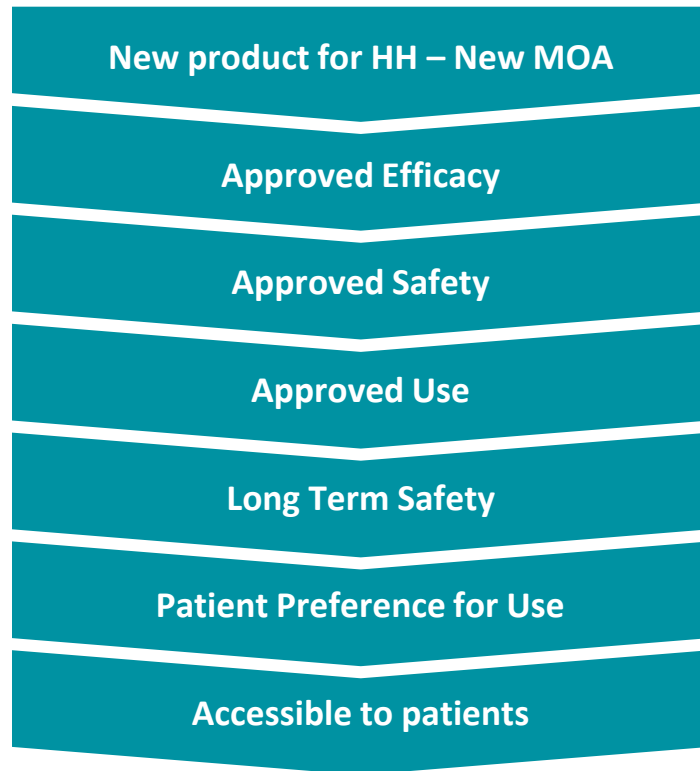 New product for HH – New MOA
Approved Efficacy
Approved Safety
Approved Use
Long Term Safety
Patient Preference for Use
Accessible to patients